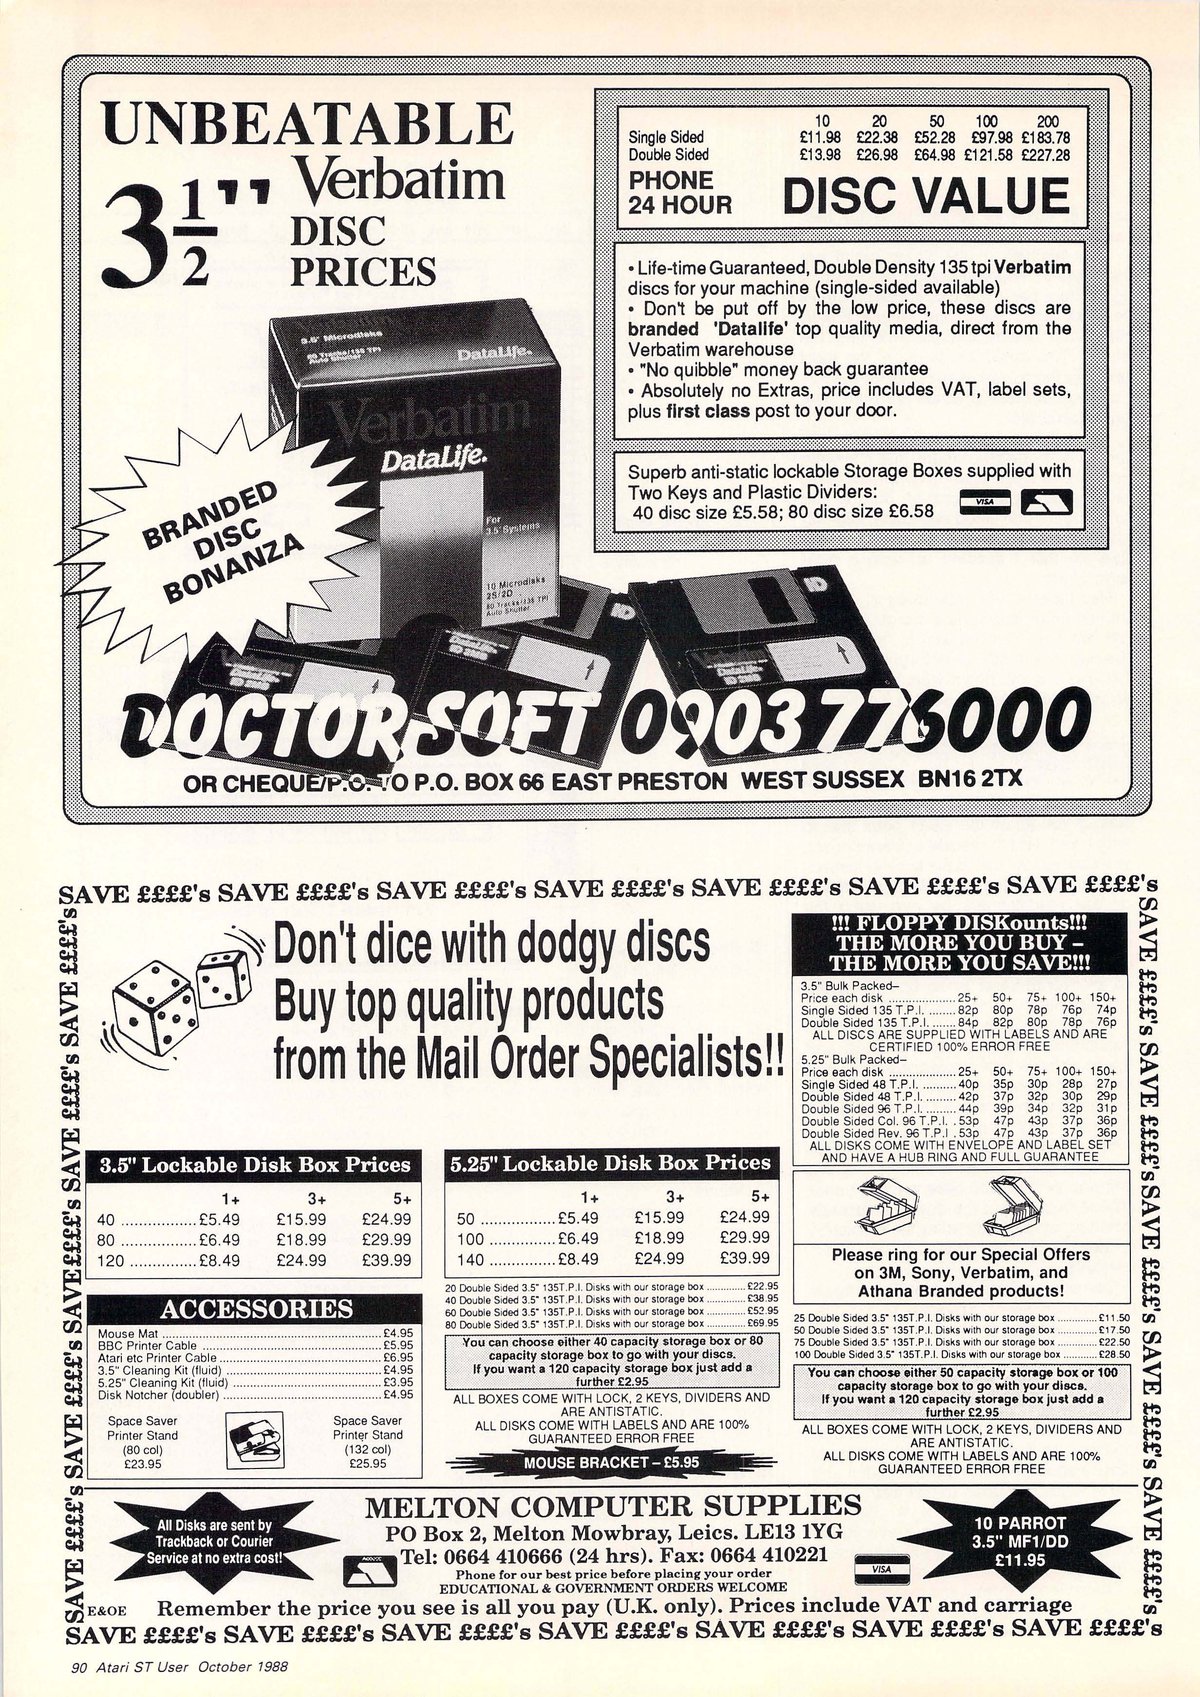 UNBEATABLE
3½" Verbatim
DISC
PRICES
10 20 50 100 200
Single Sided £11.98 £22.38 £52.28 £97.98 £183.78
Double Sided £13.98 £26.98 £64.98 £121.58 £227.28
PHONE
24 HOUR DISC VALUE
• Life-time Guaranteed, Double Density 135 tpi Verbatim
discs for your machine (single-sided available)
• Don't be put off by the low price, these discs are
branded 'Datalife' top quality media, direct from the
Verbatim warehouse
• "No quibble" money back guarantee
• Absolutely no Extras, price includes VAT, label sets,
plus first class post to your door.
Superb anti-static lockable Storage Boxes supplied with
Two Keys and Plastic Dividers:
40 disc size £5.58; 80 disc size £6.58
VISA
3.5" Microdisks
80 Tracks/135 TPI
Auto Shutter
DataLife.
Verbatim
DataLife.
For
3.5" Systems
10 Microdisks
2S/2D
80 Tracks/135 TPI
Auto Shutter
BRANDED
DISC
BONANZA
DOCTOR SOFT 0903 776000
OR CHEQUE/P.O. TO P.O. BOX 66 EAST PRESTON WEST SUSSEX BN16 2TX
SAVE ££££'s SAVE ££££'s SAVE ££££'s SAVE ££££'s SAVE ££££'s SAVE ££££'s SAVE ££££'s
SAVE ££££'s SAVE ££££'s SAVE ££££'s SAVE ££££'s SAVE ££££'s
SAVE ££££'s SAVE ££££'s SAVE ££££'s SAVE ££££'s SAVE ££££'s
Don't dice with dodgy discs
Buy top quality products
from the Mail Order Specialists!!
!!! FLOPPY DISKounts!!!
THE MORE YOU BUY –
THE MORE YOU SAVE!!!
3.5" Bulk Packed–
Price each disk .................... 25+ 50+ 75+ 100+ 150+
Single Sided 135 T.P.I. ........ 82p 80p 78p 76p 74p
Double Sided 135 T.P.I. ....... 84p 82p 80p 78p 76p
ALL DISCS ARE SUPPLIED WITH LABELS AND ARE
CERTIFIED 100% ERROR FREE
5.25" Bulk Packed–
Price each disk .................... 25+ 50+ 75+ 100+ 150+
Single Sided 48 T.P.I. .......... 40p 35p 30p 28p 27p
Double Sided 48 T.P.I. ......... 42p 37p 32p 30p 29p
Double Sided 96 T.P.I. ......... 44p 39p 34p 32p 31p
Double Sided Col. 96 T.P.I. . 53p 47p 43p 37p 36p
Double Sided Rev. 96 T.P.I . 53p 47p 43p 37p 36p
ALL DISKS COME WITH ENVELOPE AND LABEL SET
AND HAVE A HUB RING AND FULL GUARANTEE
3.5" Lockable Disk Box Prices
1+ 3+ 5+
40 ................. £5.49 £15.99 £24.99
80 ................. £6.49 £18.99 £29.99
120 ............... £8.49 £24.99 £39.99
5.25" Lockable Disk Box Prices
1+ 3+ 5+
50 ................ £5.49 £15.99 £24.99
100 .............. £6.49 £18.99 £29.99
140 .............. £8.49 £24.99 £39.99
Please ring for our Special Offers
on 3M, Sony, Verbatim, and
Athana Branded products!
ACCESSORIES
Mouse Mat ................ £4.95
BBC Printer Cable ................ £5.95
Atari etc Printer Cable ................ £6.95
3.5" Cleaning Kit (fluid) ................ £4.95
5.25" Cleaning Kit (fluid) ................ £3.95
Disk Notcher (doubler) ................ £4.95
Space Saver
Printer Stand
(80 col)
£23.95
Space Saver
Printer Stand
(132 col)
£25.95
20 Double Sided 3.5" 135T.P.I. Disks with our storage box ............. £22.95
40 Double Sided 3.5" 135T.P.I. Disks with our storage box ............. £38.95
60 Double Sided 3.5" 135T.P.I. Disks with our storage box ............. £52.95
80 Double Sided 3.5" 135T.P.I. Disks with our storage box ............. £69.95
You can choose either 40 capacity storage box or 80
capacity storage box to go with your discs.
If you want a 120 capacity storage box just add a
further £2.95
ALL BOXES COME WITH LOCK, 2 KEYS, DIVIDERS AND
ARE ANTISTATIC.
ALL DISKS COME WITH LABELS AND ARE 100%
GUARANTEED ERROR FREE
MOUSE BRACKET – £5.95
25 Double Sided 3.5" 135T.P.I. Disks with our storage box ............ £11.50
50 Double Sided 3.5" 135T.P.I. Disks with our storage box ............ £17.50
75 Double Sided 3.5" 135T.P.I. Disks with our storage box ............ £22.50
100 Double Sided 3.5" 135T.P.I. Disks with our storage box .......... £28.50
You can choose either 50 capacity storage box or 100
capacity storage box to go with your discs.
If you want a 120 capacity storage box just add a
further £2.95
ALL BOXES COME WITH LOCK, 2 KEYS, DIVIDERS AND
ARE ANTISTATIC.
ALL DISKS COME WITH LABELS AND ARE 100%
GUARANTEED ERROR FREE
All Disks are sent by
Trackback or Courier
Service at no extra cost!
MELTON COMPUTER SUPPLIES
PO Box 2, Melton Mowbray, Leics. LE13 1YG
Tel: 0664 410666 (24 hrs). Fax: 0664 410221
Phone for our best price before placing your order
EDUCATIONAL & GOVERNMENT ORDERS WELCOME
VISA
10 PARROT
3.5" MF1/DD
£11.95
E&OE Remember the price you see is all you pay (U.K. only). Prices include VAT and carriage
SAVE ££££'s SAVE ££££'s SAVE ££££'s SAVE ££££'s SAVE ££££'s SAVE ££££'s SAVE ££££'s
90 Atari ST User October 1988